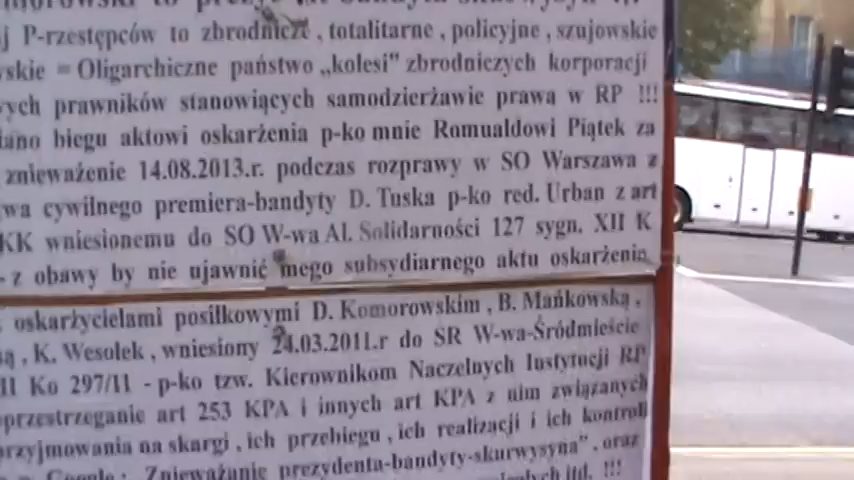 to
j P-rzestępców to zbrodnicze , totalitarne , policyjne , szujowskie
skie = Oligarchiczne państwo „kolesi” zbrodniczych korporacji
ych prawników stanowiących samodzierżawie prawa w RP !!!
ano biegu aktowi oskarżenia p-ko mnie Romualdowi Piątek za
znieważenie 14.08.2013.r. podczas rozprawy w SO Warszawa z
wa cywilnego premiera-bandyty D. Tuska p-ko red. Urban z art
KK wniesionemu do SO W-wa Al. Solidarności 127 sygn. XII K
- z obawy by nie ujawnić mego subsydiarnego aktu oskarżenia
oskarżycielami posiłkowymi D. Komorowskim , B. Mańkowską ,
ą , K. Wesołek , wniesiony 24.03.2011.r do SR W-wa-Śródmieście
II Ko 297/11 - p-ko tzw. Kierownikom Naczelnych Instytucji RP
przestrzeganie art 253 KPA i innych art KPA z nim związanych
rzyjmowania na skargi , ich przebiegu , ich realizacji i ich kontroli
Google : Znieważanie prezydenta-bandyty-skurwysyna” , oraz
itd. !!!